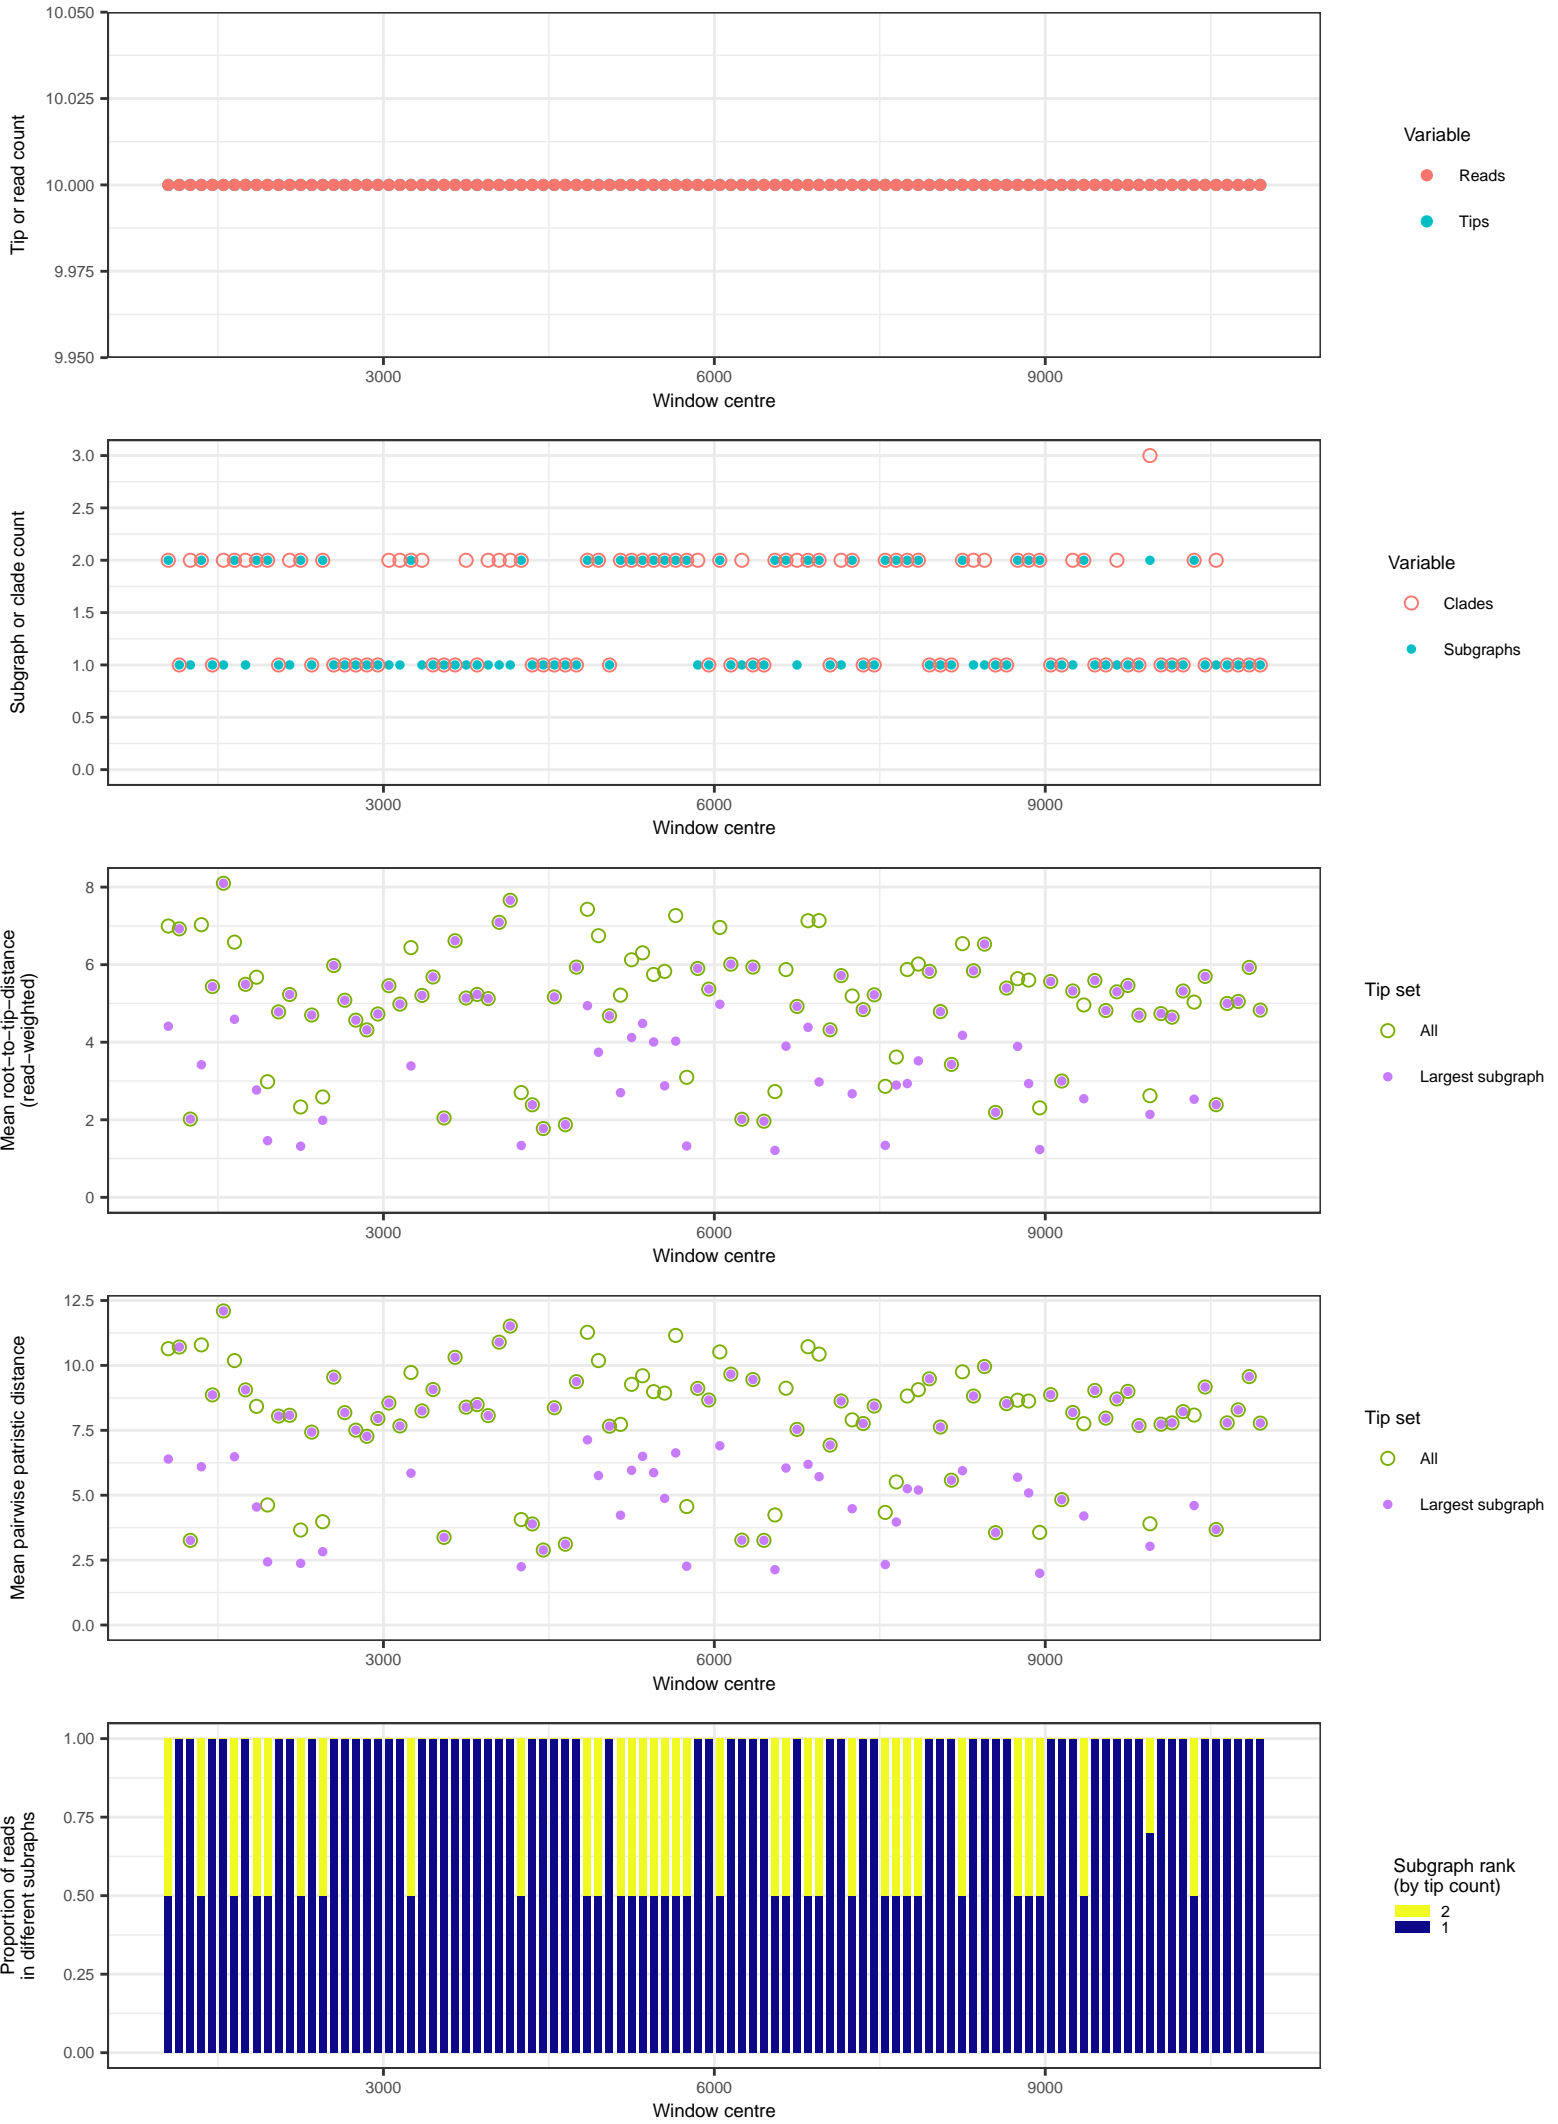 10.050
10.025
10.000
9.975
9.950
Tip or read count
3000 6000 9000
Window centre
Variable
Reads
Tips
3.0
2.5
2.0
1.5
1.0
0.5
0.0
Subgraph or clade count
3000 6000 9000
Window centre
Variable
Clades
Subgraphs
8
6
4
2
0
Mean root−to−tip−distance
(read−weighted)
3000 6000 9000
Window centre
Tip set
All
Largest subgraph
12.5
10.0
7.5
5.0
2.5
0.0
Mean pairwise patristic distance
3000 6000 9000
Window centre
Tip set
All
Largest subgraph
1.00
0.75
0.50
0.25
0.00
Proportion of reads
in different subraphs
3000 6000 9000
Window centre
Subgraph rank
(by tip count)
2
1